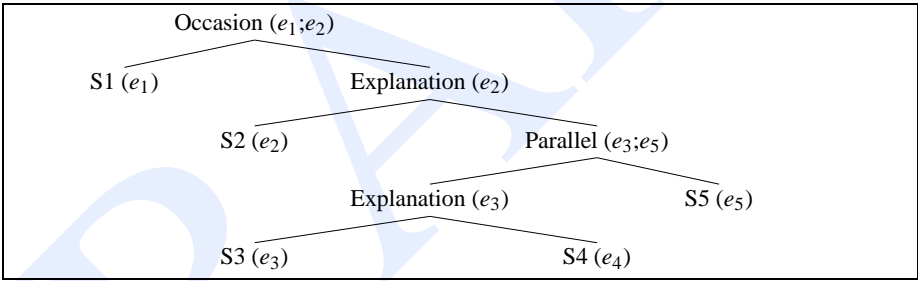 Occasion (e1;e2)
S1 (e1) Explanation (e2)
S2 (e2) Parallel (e3;e5)
Explanation (e3) S5 (e5)
S3 (e3) S4 (e4)